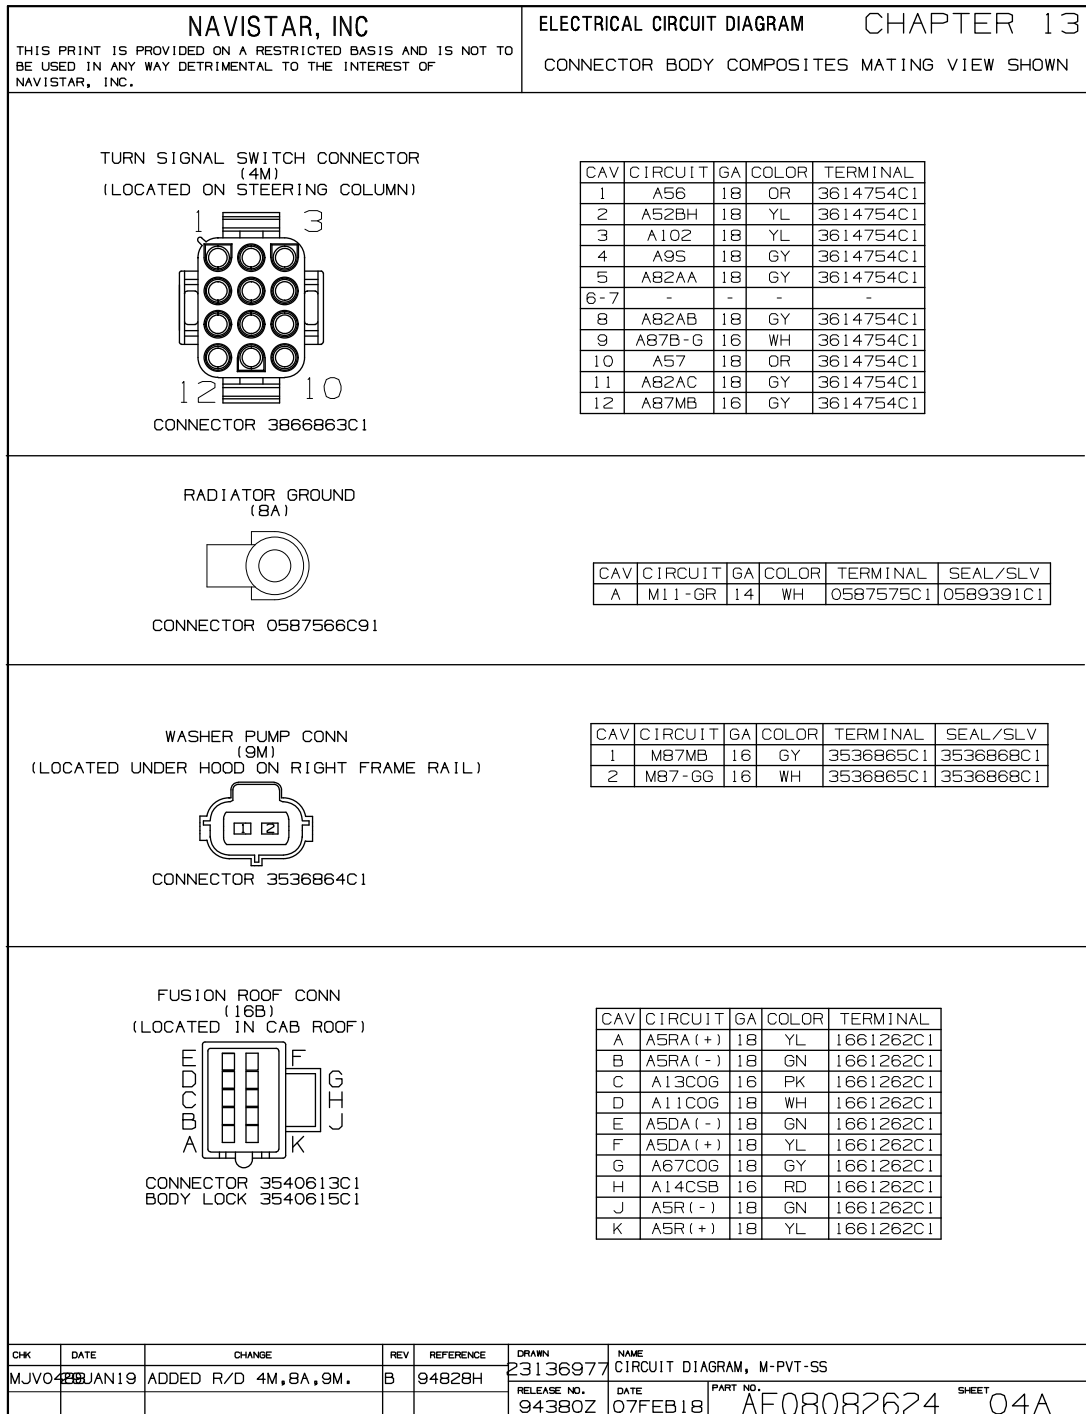 NAVISTAR, INC
THIS PRINT IS PROVIDED ON A RESTRICTED BASIS AND IS NOT TO
BE USED IN ANY WAY DETRIMENTAL TO THE INTEREST OF
NAVISTAR, INC.
ELECTRICAL CIRCUIT DIAGRAM CHAPTER 13
CONNECTOR BODY COMPOSITES MATING VIEW SHOWN
TURN SIGNAL SWITCH CONNECTOR
(4M)
(LOCATED ON STEERING COLUMN)
1 3
12 10
CONNECTOR 3866863C1
CAV CIRCUIT GA COLOR TERMINAL
1 A56 18 OR 3614754C1
2 A52BH 18 YL 3614754C1
3 A102 18 YL 3614754C1
4 A9S 18 GY 3614754C1
5 A82AA 18 GY 3614754C1
6-7 - - - -
8 A82AB 18 GY 3614754C1
9 A87B-G 16 WH 3614754C1
10 A57 18 OR 3614754C1
11 A82AC 18 GY 3614754C1
12 A87MB 16 GY 3614754C1
RADIATOR GROUND
(8A)
CONNECTOR 0587566C91
CAV CIRCUIT GA COLOR TERMINAL SEAL/SLV
A M11-GR 14 WH 0587575C1 0589391C1
WASHER PUMP CONN
(9M)
(LOCATED UNDER HOOD ON RIGHT FRAME RAIL)
1 2
CONNECTOR 3536864C1
CAV CIRCUIT GA COLOR TERMINAL SEAL/SLV
1 M87MB 16 GY 3536865C1 3536868C1
2 M87-GG 16 WH 3536865C1 3536868C1
FUSION ROOF CONN
(16B)
(LOCATED IN CAB ROOF)
E F
D G
C H
B J
A K
CONNECTOR 3540613C1
BODY LOCK 3540615C1
CAV CIRCUIT GA COLOR TERMINAL
A A5RA(+) 18 YL 1661262C1
B A5RA(-) 18 GN 1661262C1
C A13COG 16 PK 1661262C1
D A11COG 18 WH 1661262C1
E A5DA(-) 18 GN 1661262C1
F A5DA(+) 18 YL 1661262C1
G A67COG 18 GY 1661262C1
H A14CSB 16 RD 1661262C1
J A5R(-) 18 GN 1661262C1
K A5R(+) 18 YL 1661262C1
CHK DATE CHANGE REV REFERENCE
ADDED R/D 4M,8A,9M. B 94828H
DRAWN
23136977
NAME
CIRCUIT DIAGRAM, M-PVT-SS
RELEASE NO.
94380Z
DATE
07FEB18
PART NO.
AF08082624
SHEET
04A